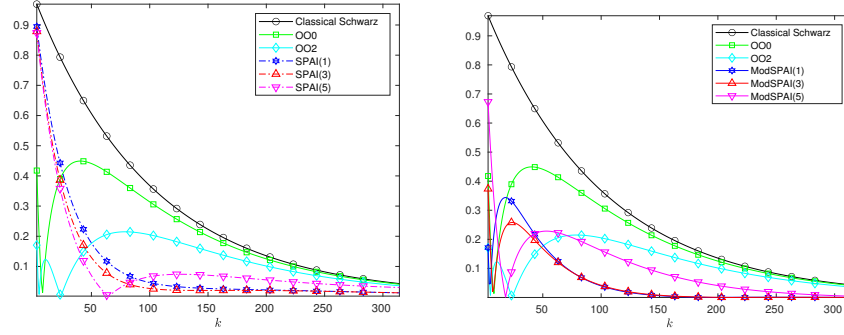 0.9
0.8
0.7
0.6
0.5
0.4
0.3
0.2
0.1
50 100 150 200 250 300
k
Classical Schwarz
OO0
OO2
SPAI(1)
SPAI(3)
SPAI(5)
0.9
0.8
0.7
0.6
0.5
0.4
0.3
0.2
0.1
50 100 150 200 250 300
k
Classical Schwarz
OO0
OO2
ModSPAI(1)
ModSPAI(3)
ModSPAI(5)